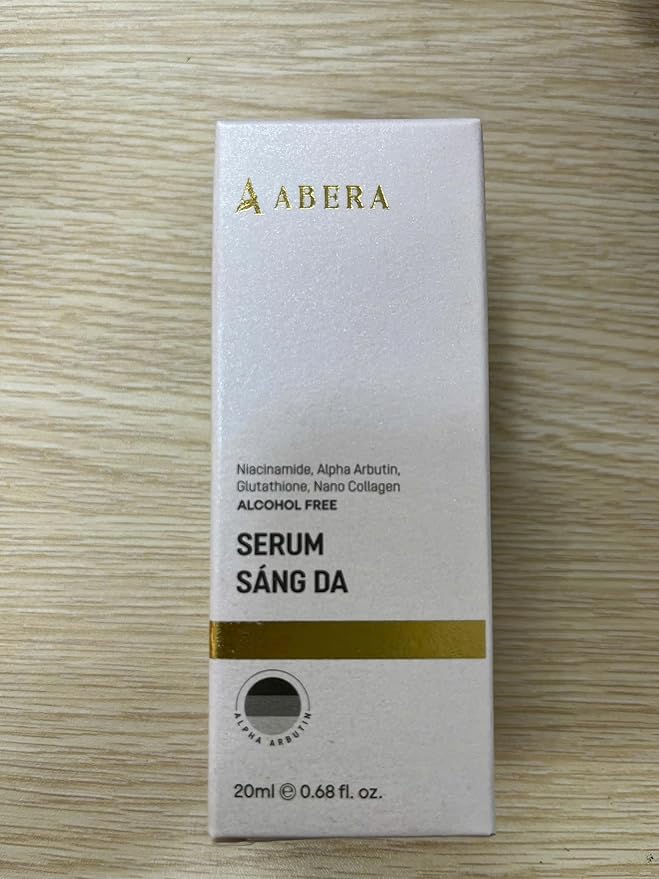 ABERA
Niacinamide, Alpha Arbutin,
Glutathione, Nano Collagen
ALCOHOL FREE
SERUM
SÁNG DA
ALPHA ARBUTIN
20ml ℮ 0.68 fl. oz.